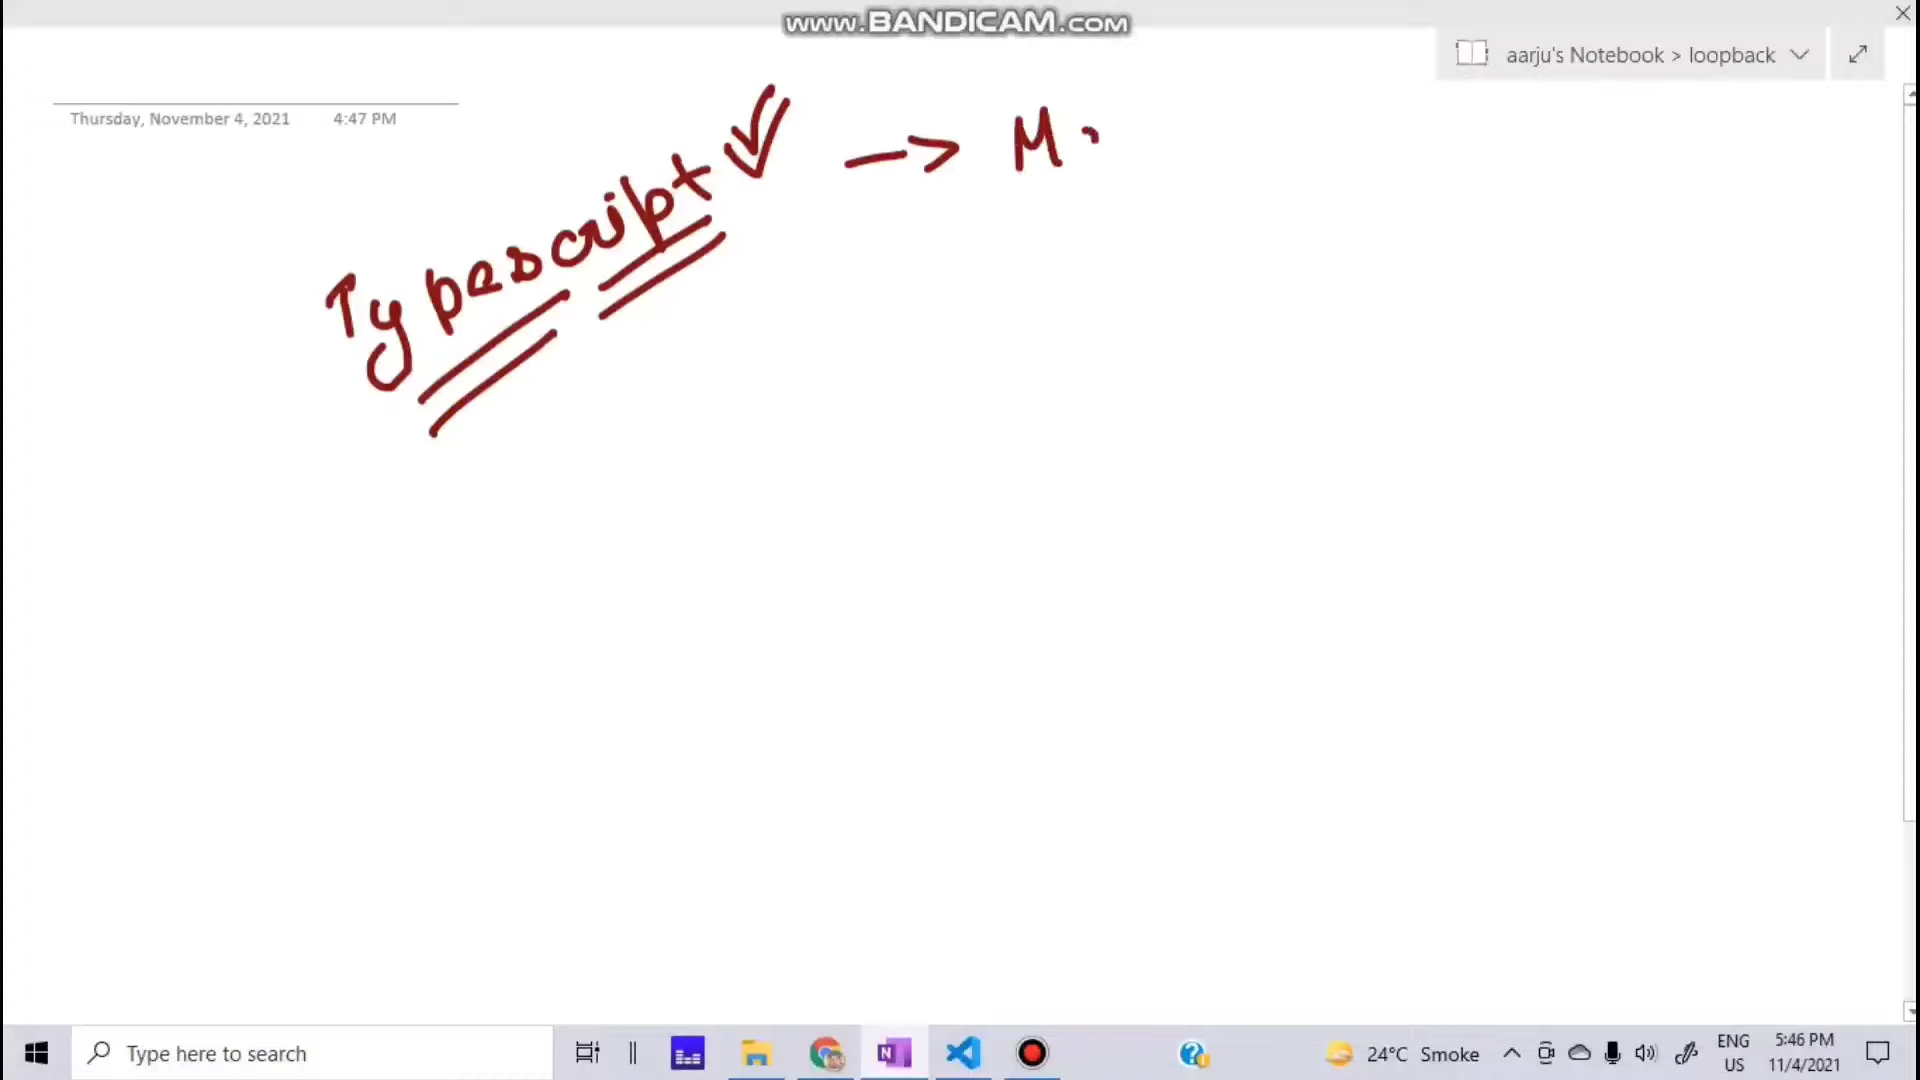 www.BANDICAM.com
aarju's Notebook > loopback
Thursday, November 4, 2021 4:47 PM
Typescript -> M
Type here to search
24°C Smoke
ENG
US
5:46 PM
11/4/2021